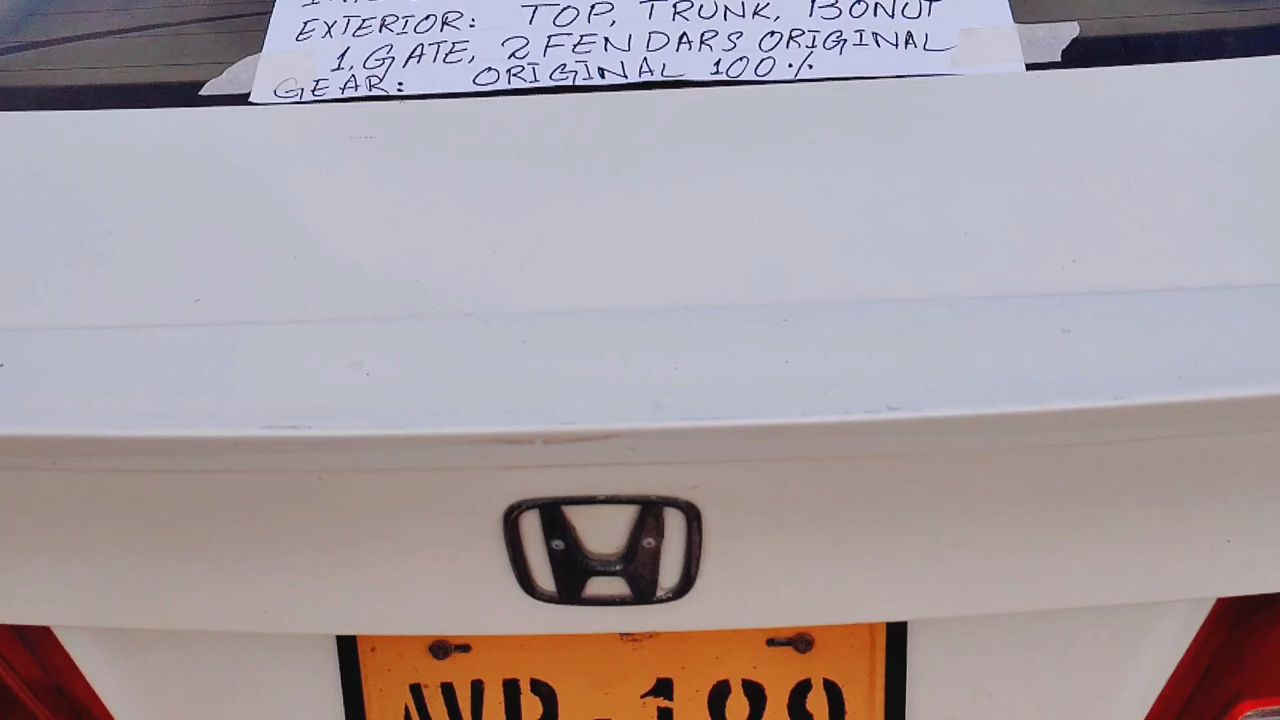 EXTERIOR: TOP, TRUNK, BONUT
1, GATE, 2 FENDARS ORIGINAL
GEAR: ORIGINAL 100%